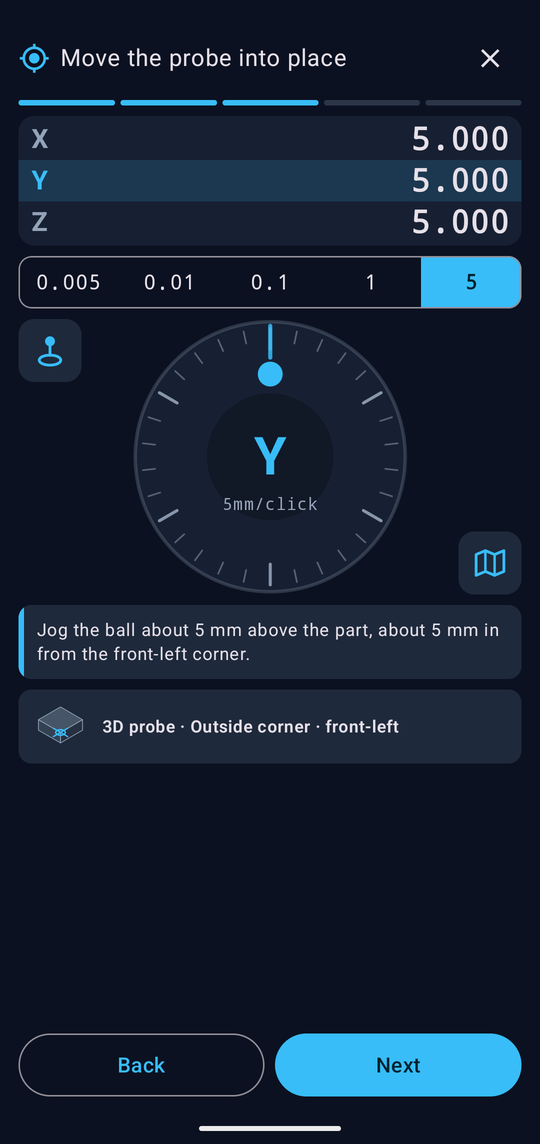 Move the probe into place
X 5.000
Y 5.000
Z 5.000
0.005 0.01 0.1 1 5
Y
5mm/click
Jog the ball about 5 mm above the part, about 5 mm in
from the front-left corner.
3D probe · Outside corner · front-left
Back Next